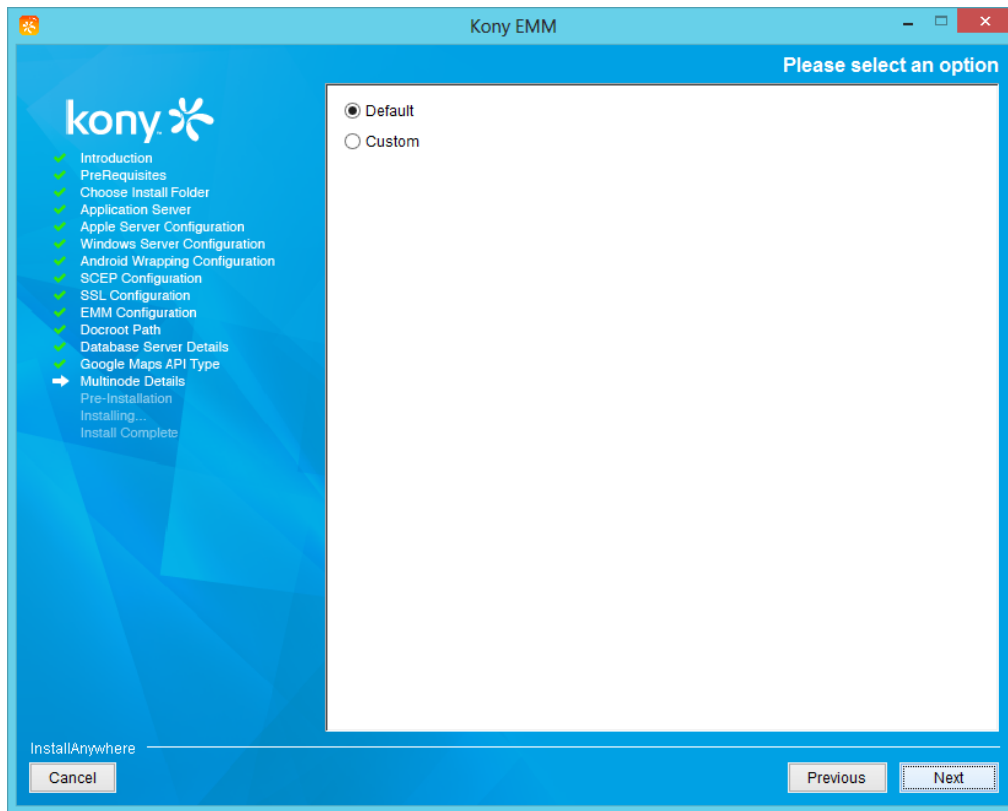 Kony EMM
Please select an option
kony
Introduction
PreRequisites
Choose Install Folder
Application Server
Apple Server Configuration
Windows Server Configuration
Android Wrapping Configuration
SCEP Configuration
SSL Configuration
EMM Configuration
Docroot Path
Database Server Details
Google Maps API Type
Multinode Details
Pre-Installation
Installing...
Install Complete
Default
Custom
InstallAnywhere
Cancel
Previous
Next